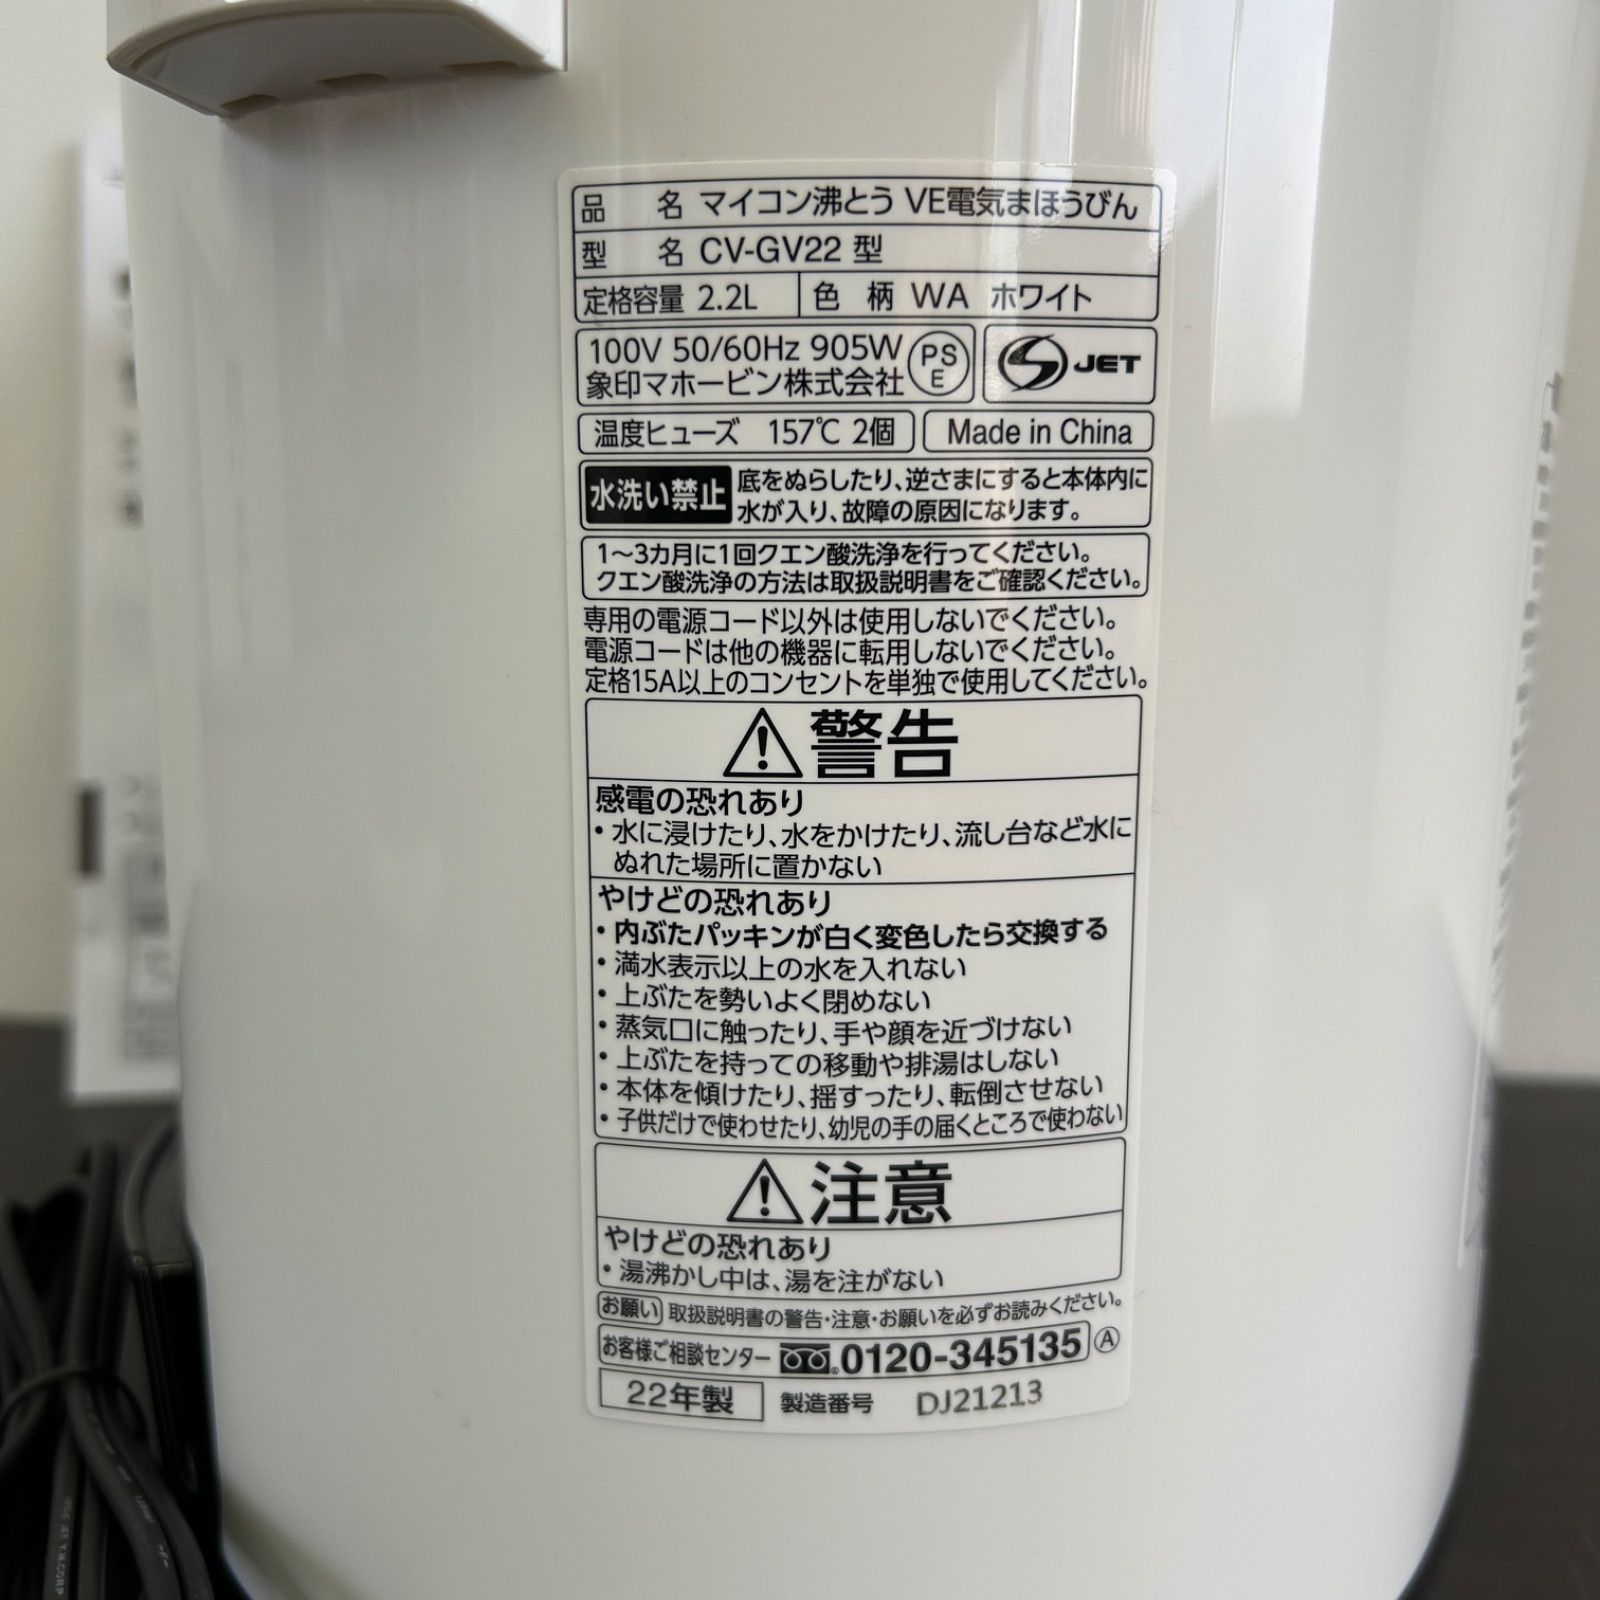 品 名 マイコン沸とう VE電気まほうびん
型 名 CV-GV22 型
定格容量 2.2L 色 柄 WA ホワイト
100V 50/60Hz 905W
象印マホービン株式会社
PS
E
JET
温度ヒューズ 157℃ 2個 Made in China
水洗い禁止 底をぬらしたり、逆さまにすると本体内に
水が入り、故障の原因になります。
1〜3カ月に1回クエン酸洗浄を行ってください。
クエン酸洗浄の方法は取扱説明書をご確認ください。
専用の電源コード以外は使用しないでください。
電源コードは他の機器に転用しないでください。
定格15A以上のコンセントを単独で使用してください。
警告
感電の恐れあり
・水に浸けたり、水をかけたり、流し台など水に
ぬれた場所に置かない
やけどの恐れあり
・内ぶたパッキンが白く変色したら交換する
・満水表示以上の水を入れない
・上ぶたを勢いよく閉めない
・蒸気口に触ったり、手や顔を近づけない
・上ぶたを持っての移動や排湯はしない
・本体を傾けたり、揺すったり、転倒させない
・子供だけで使わせたり、幼児の手の届くところで使わない
注意
やけどの恐れあり
・湯沸かし中は、湯を注がない
お願い 取扱説明書の警告・注意・お願いを必ずお読みください。
お客様ご相談センター 0120-345135 Ⓐ
22年製 製造番号 DJ21213